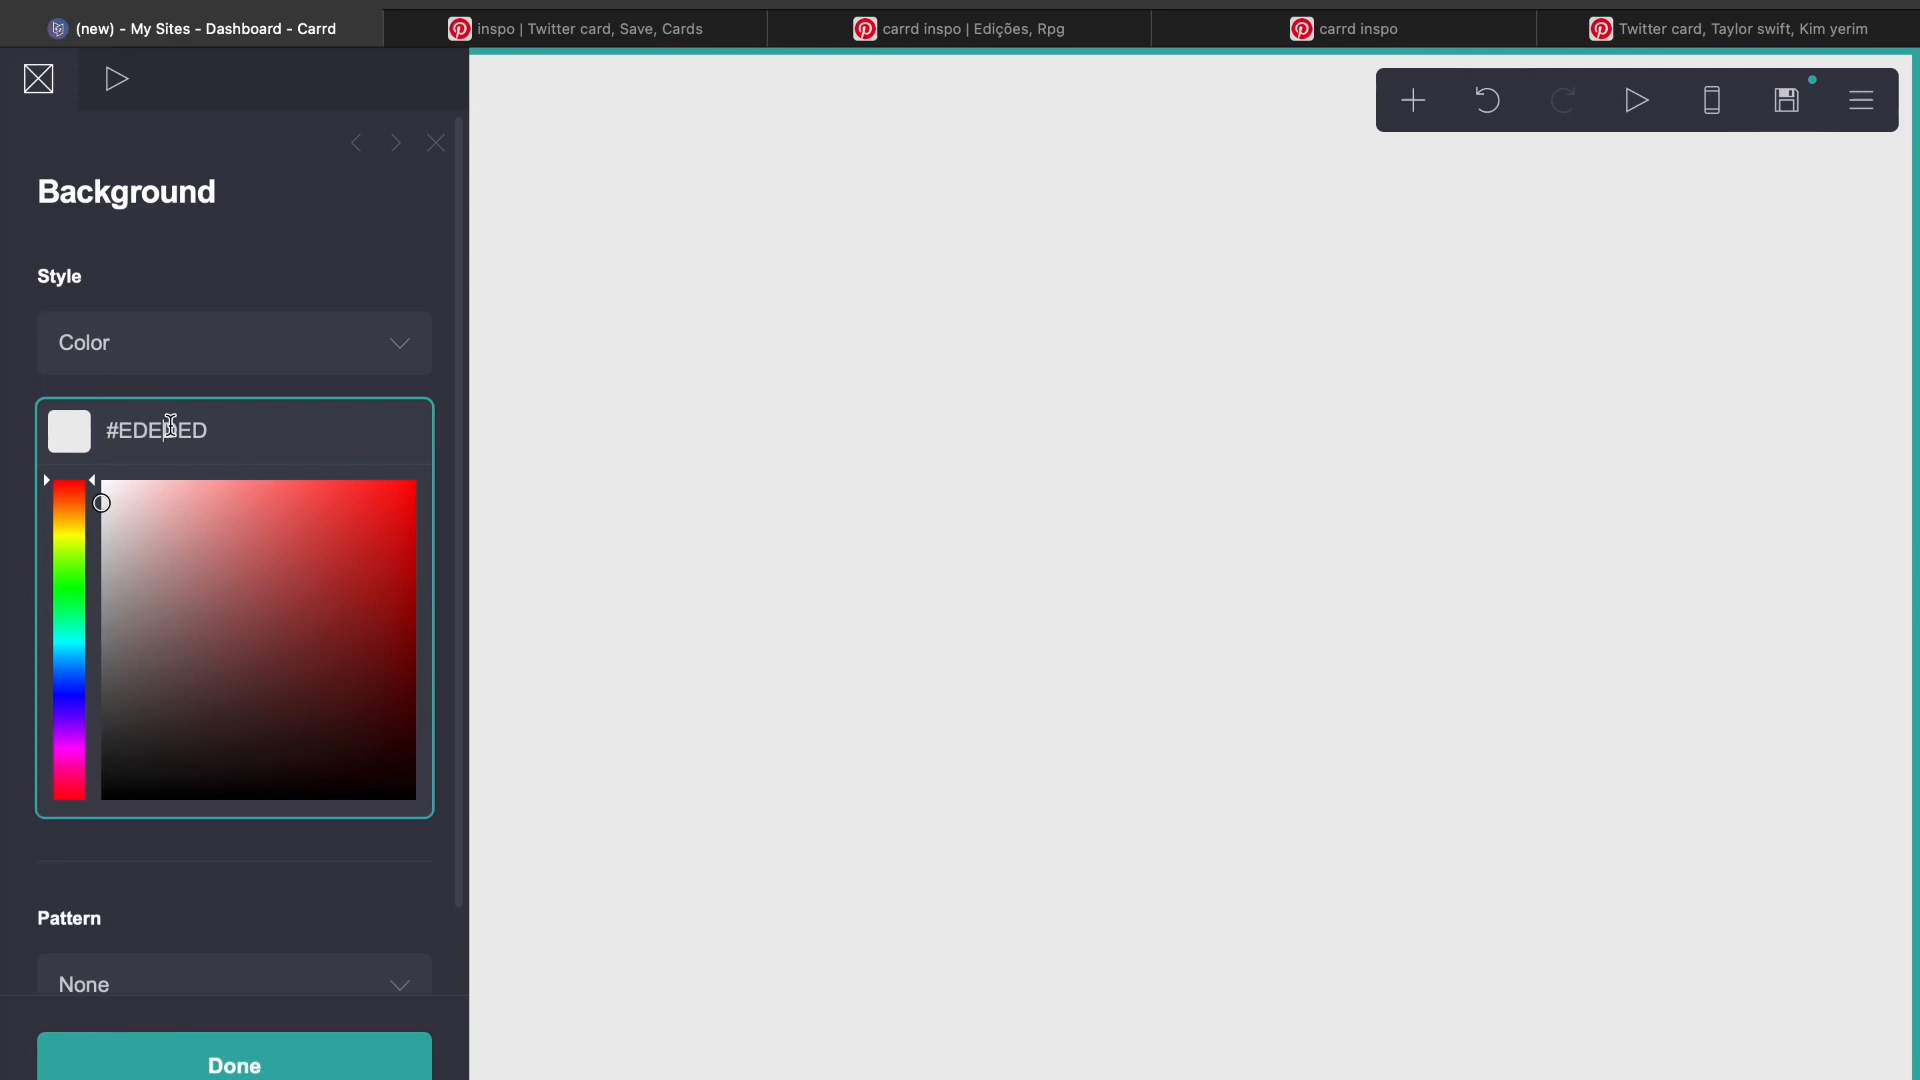 (new) - My Sites - Dashboard - Carrd
inspo | Twitter card, Save, Cards
carrd inspo | Edições, Rpg
carrd inspo
Twitter card, Taylor swift, Kim yerim
Background
Style
Color
#EDEDED
Pattern
None
Done